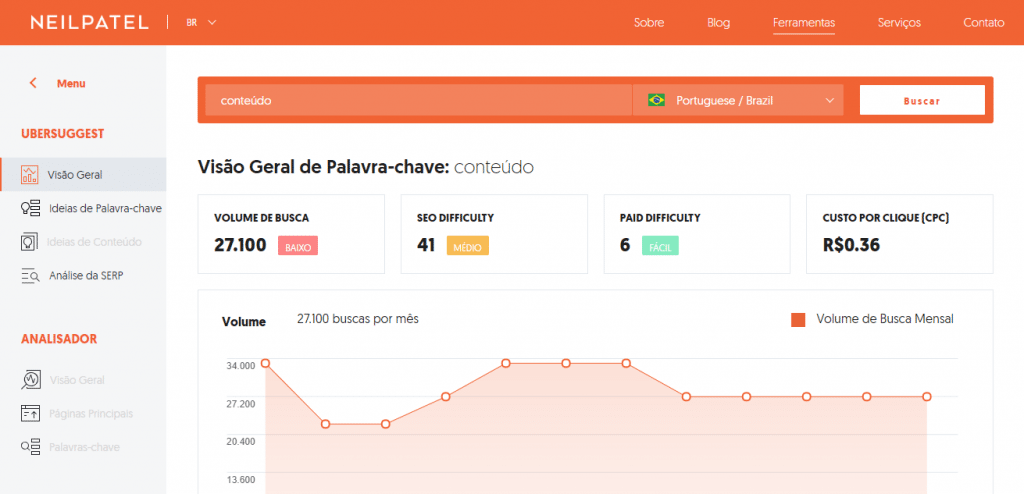 NEILPATEL BR Sobre Blog Ferramentas Serviços Contato
Menu
UBERSUGGEST
Visão Geral
Ideias de Palavra-chave
Ideias de Conteúdo
Análise da SERP
ANALISADOR
Visão Geral
Páginas Principais
Palavras-chave
conteúdo Portuguese / Brazil Buscar
Visão Geral de Palavra-chave: conteúdo
VOLUME DE BUSCA
27.100 BAIXO
SEO DIFFICULTY
41 MÉDIO
PAID DIFFICULTY
6 FÁCIL
CUSTO POR CLIQUE (CPC)
R$0.36
Volume 27.100 buscas por mês Volume de Busca Mensal
34.000
27.200
20.400
13.600